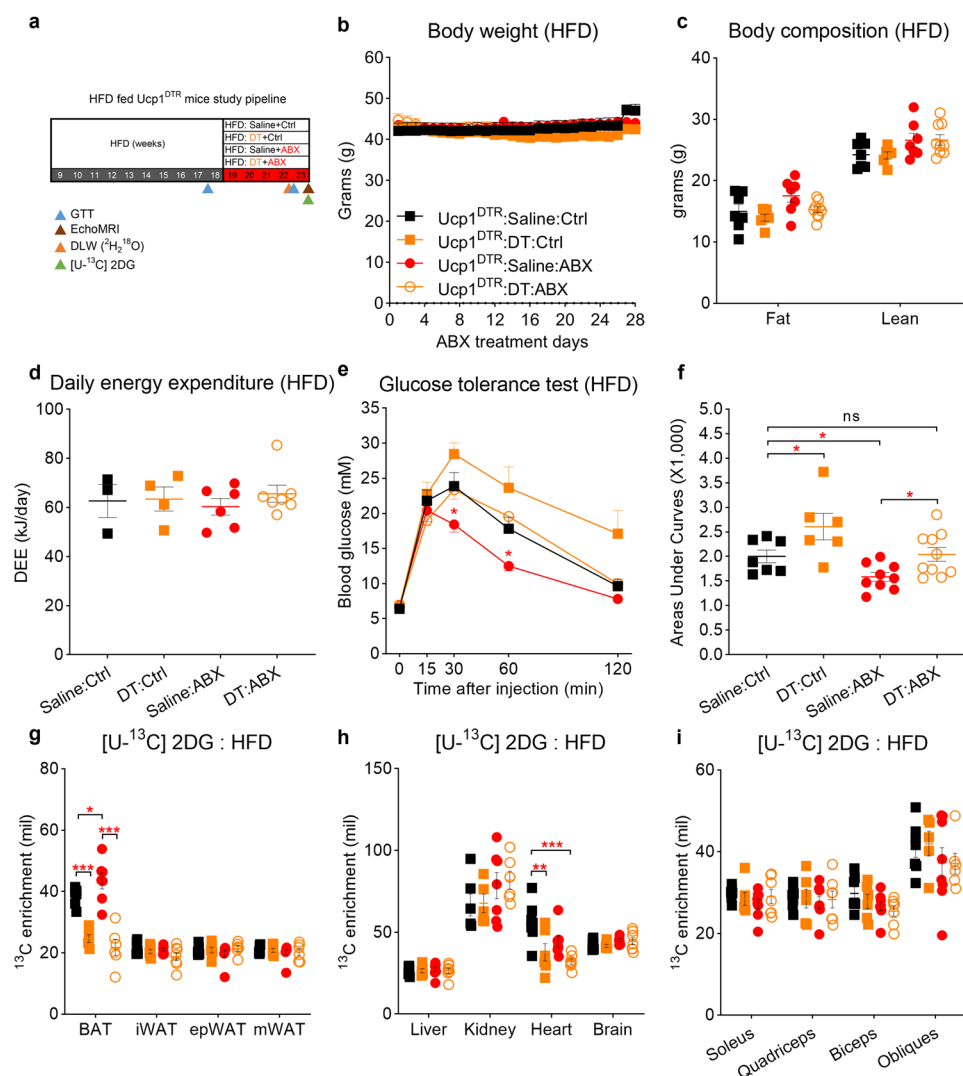 a
HFD fed Ucp1^DTR mice study pipeline
HFD (weeks)
HFD: Saline+Ctrl
HFD: DT+Ctrl
HFD: Saline+ABX
HFD: DT+ABX
9 10 11 12 13 14 15 16 17 18 19 20 21 22 23
GTT
EchoMRI
DLW (²H₂¹⁸O)
[U-¹³C] 2DG
b Body weight (HFD)
Grams (g)
60
50
40
30
20
10
0
Ucp1^DTR:Saline:Ctrl
Ucp1^DTR:DT:Ctrl
Ucp1^DTR:Saline:ABX
Ucp1^DTR:DT:ABX
0 4 8 12 16 20 24 28
ABX treatment days
c Body composition (HFD)
grams (g)
40
30
20
10
0
Fat Lean
d Daily energy expenditure (HFD)
DEE (kJ/day)
100
80
60
40
20
0
Saline:Ctrl DT:Ctrl Saline:ABX DT:ABX
e Glucose tolerance test (HFD)
Blood glucose (mM)
35
30
25
20
15
10
5
0
*
*
0 15 30 60 120
Time after injection (min)
f
Areas Under Curves (X1,000)
5.0
4.5
4.0
3.5
3.0
2.5
2.0
1.5
1.0
0.5
0.0
ns
*
*
*
Saline:Ctrl DT:Ctrl Saline:ABX DT:ABX
g [U-¹³C] 2DG : HFD
¹³C enrichment (mil)
80
60
40
20
0
*
***
***
BAT iWAT epWAT mWAT
h [U-¹³C] 2DG : HFD
¹³C enrichment (mil)
150
100
50
0
***
**
Liver Kidney Heart Brain
i [U-¹³C] 2DG : HFD
¹³C enrichment (mil)
60
40
20
0
Soleus Quadriceps Biceps Obliques